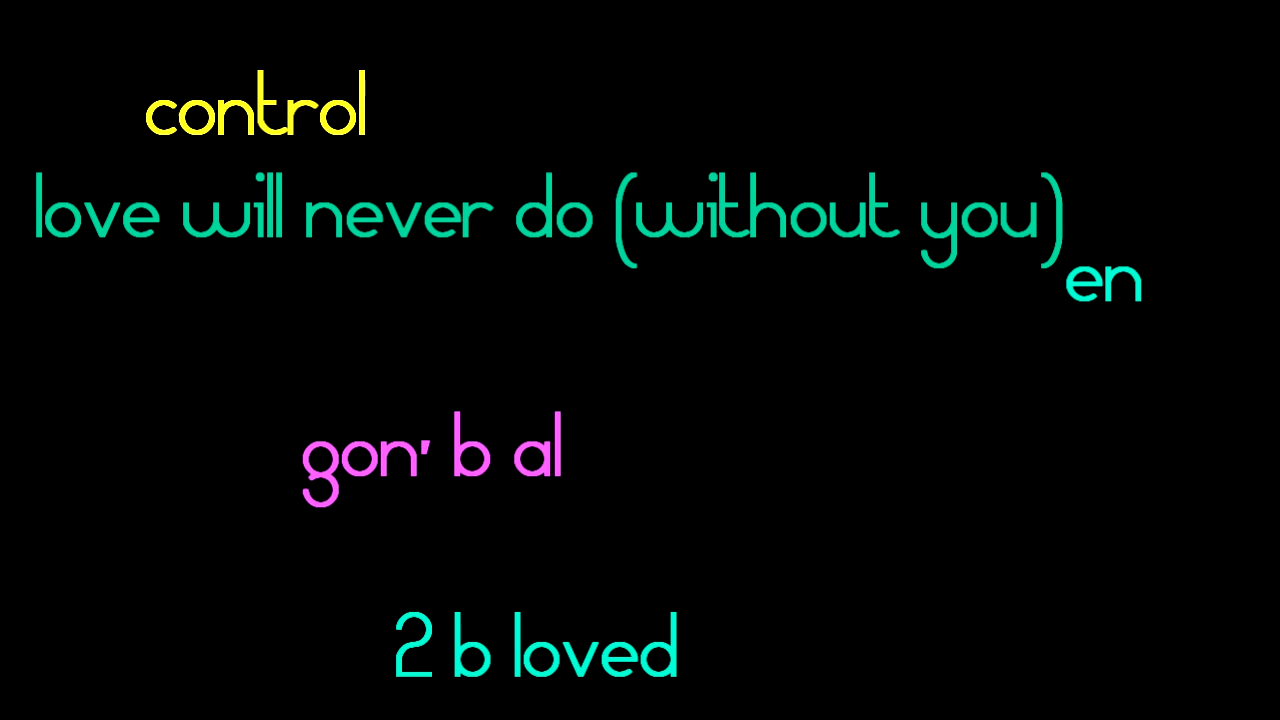 control
love will never do (without you)
en
gon' b al
2 b loved